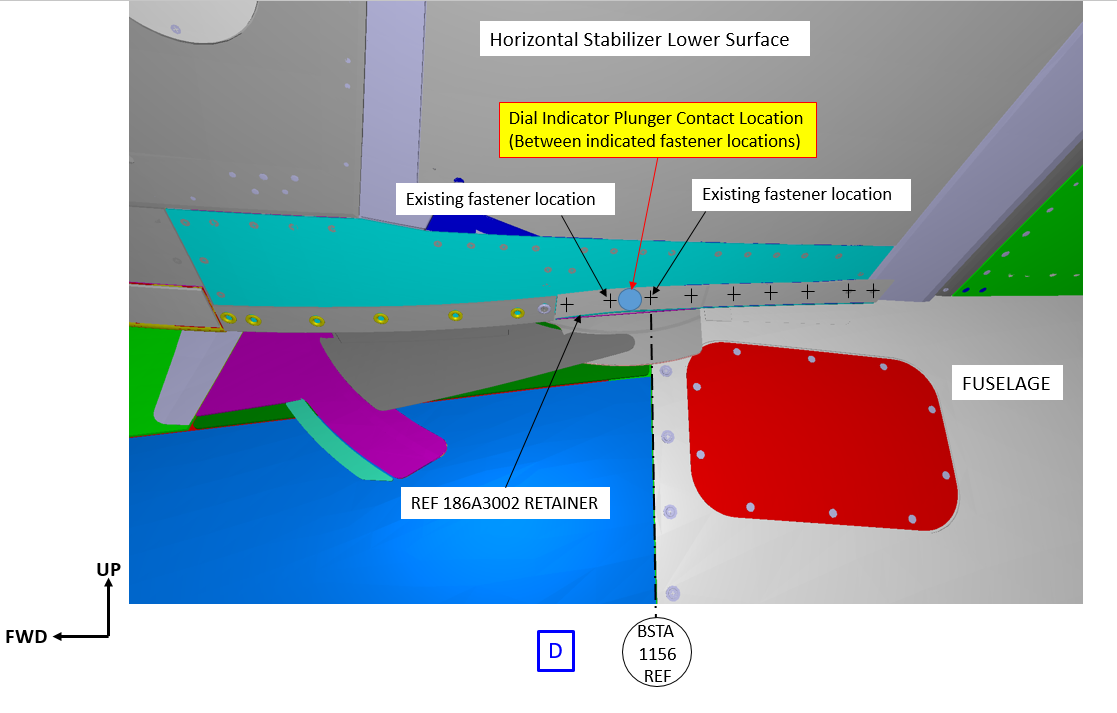 Horizontal Stabilizer Lower Surface
Dial Indicator Plunger Contact Location
(Between indicated fastener locations)
Existing fastener location
Existing fastener location
FUSELAGE
REF 186A3002 RETAINER
UP
FWD
D
BSTA
1156
REF